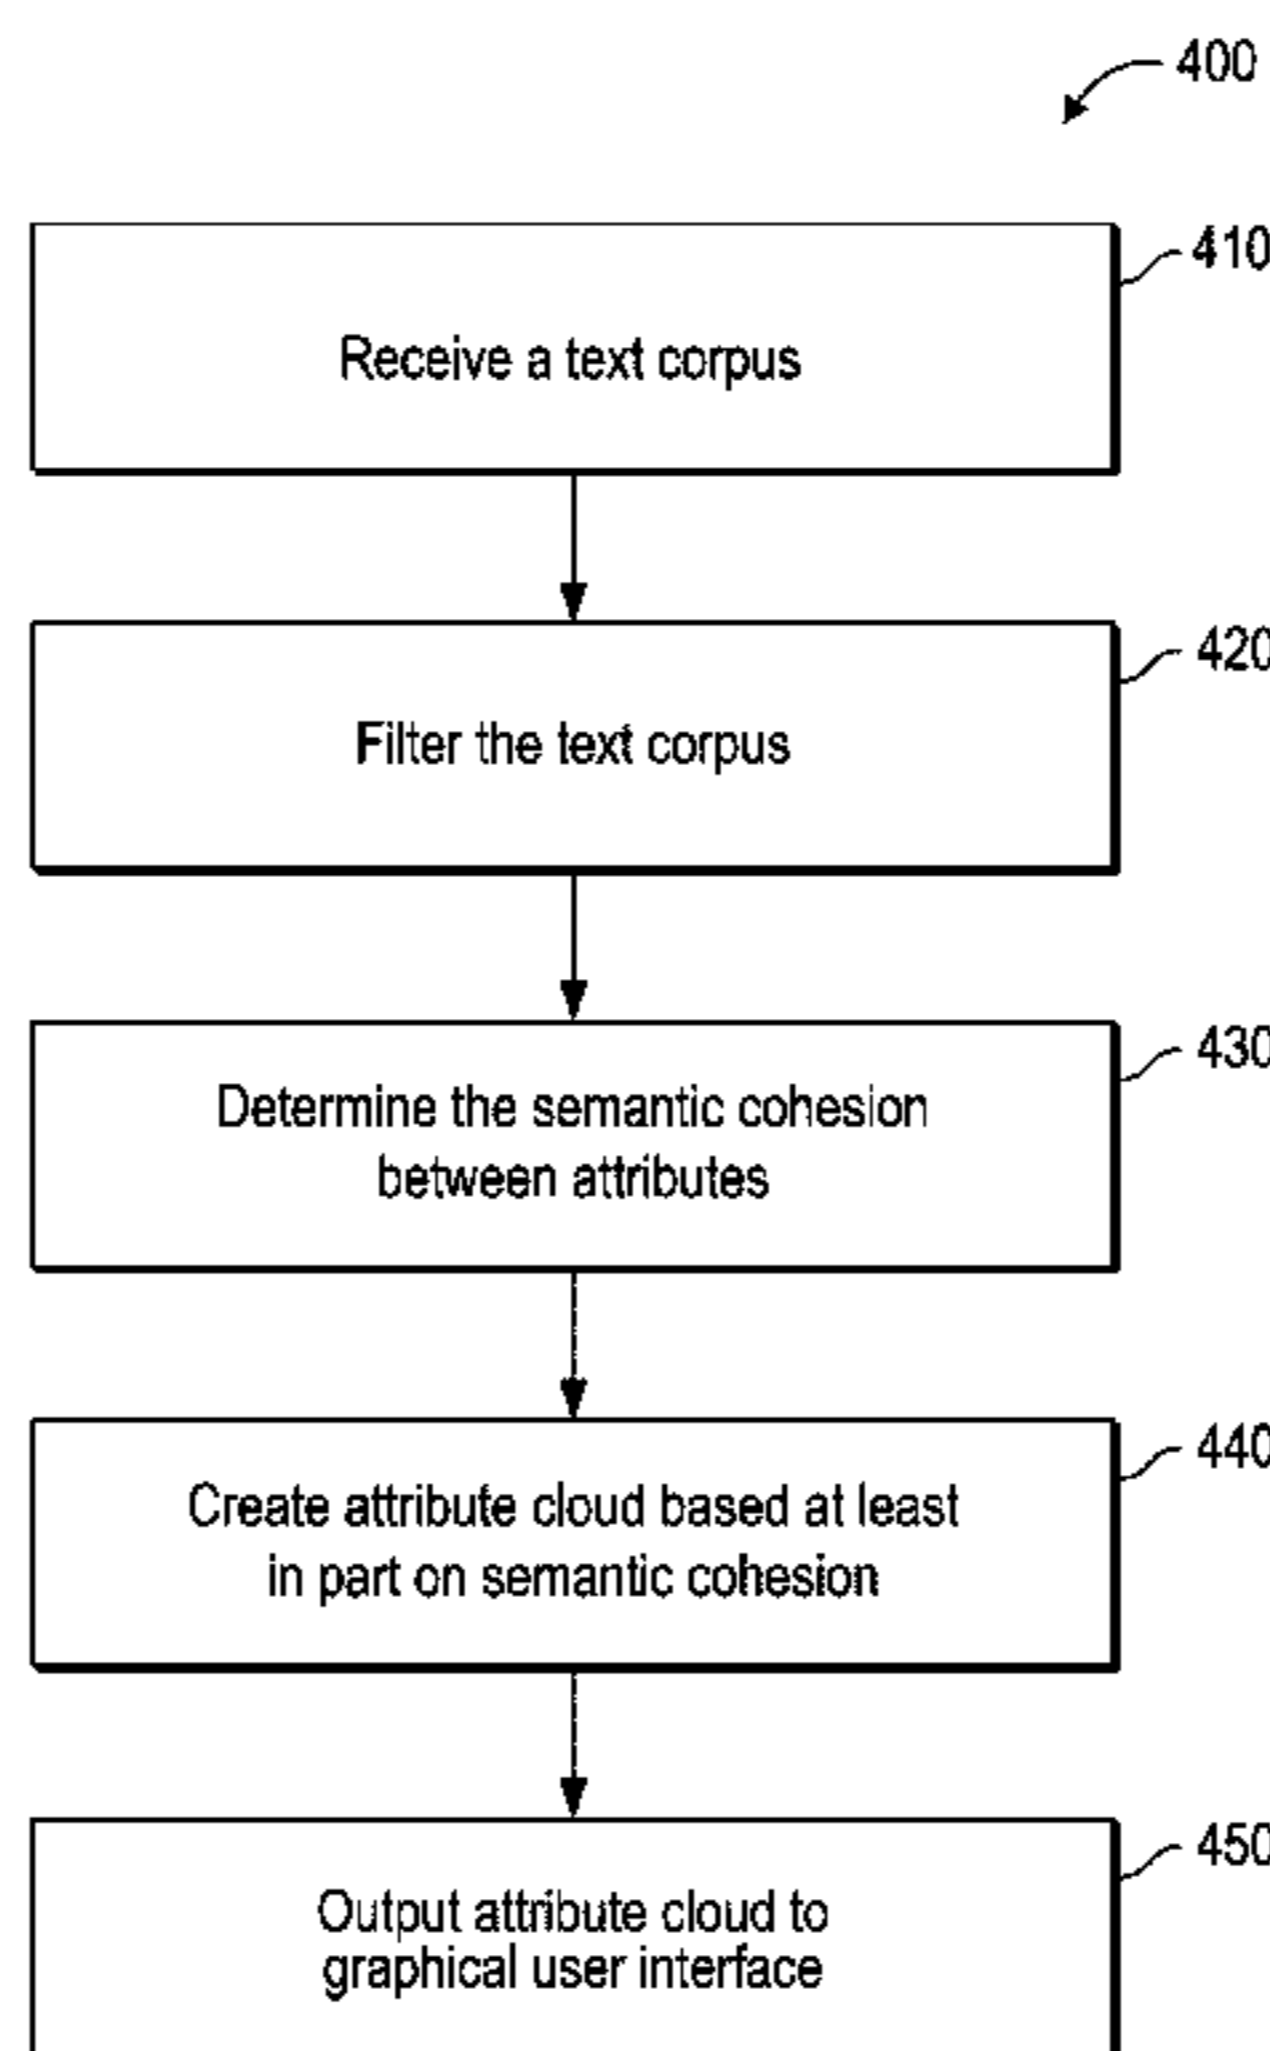 400
410
Receive a text corpus
420
Filter the text corpus
430
Determine the semantic cohesion
between attributes
440
Create attribute cloud based at least
in part on semantic cohesion
450
Output attribute cloud to
graphical user interface